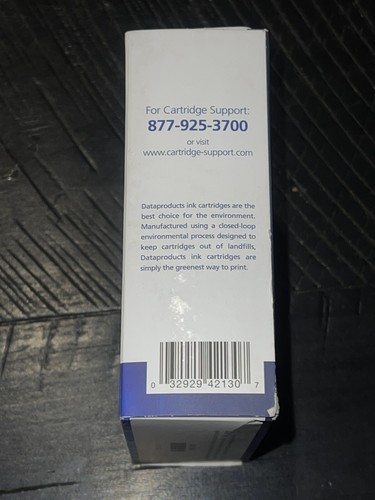 For Cartridge Support:
877-925-3700
or visit
www.cartridge-support.com
Dataproducts ink cartridges are the
best choice for the environment.
Manufactured using a closed-loop
environmental process designed to
keep cartridges out of landfills,
Dataproducts ink cartridges are
simply the greenest way to print.
0 32929 42130 7